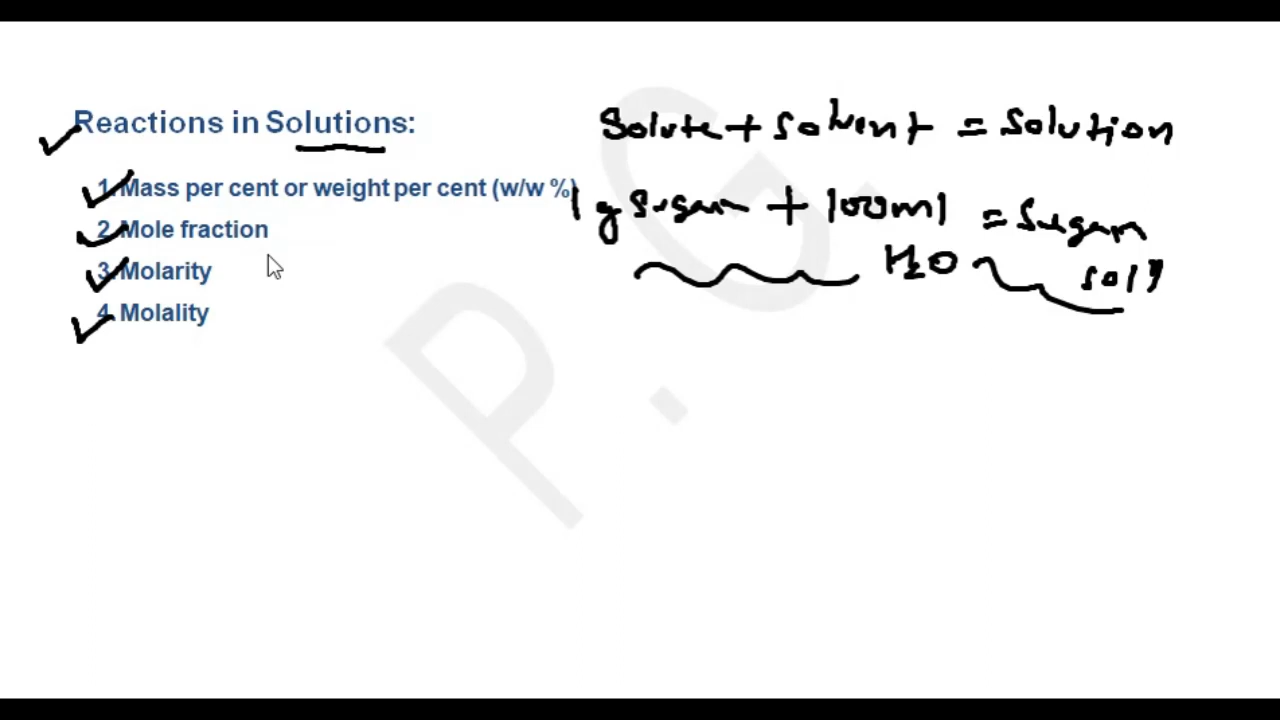 Reactions in Solutions:
1. Mass per cent or weight per cent (w/w %)
2. Mole fraction
3. Molarity
4. Molality
Solute + Solvent = Solution
1 g Sugar + 100ml = Sugar
H2O soln
P.G